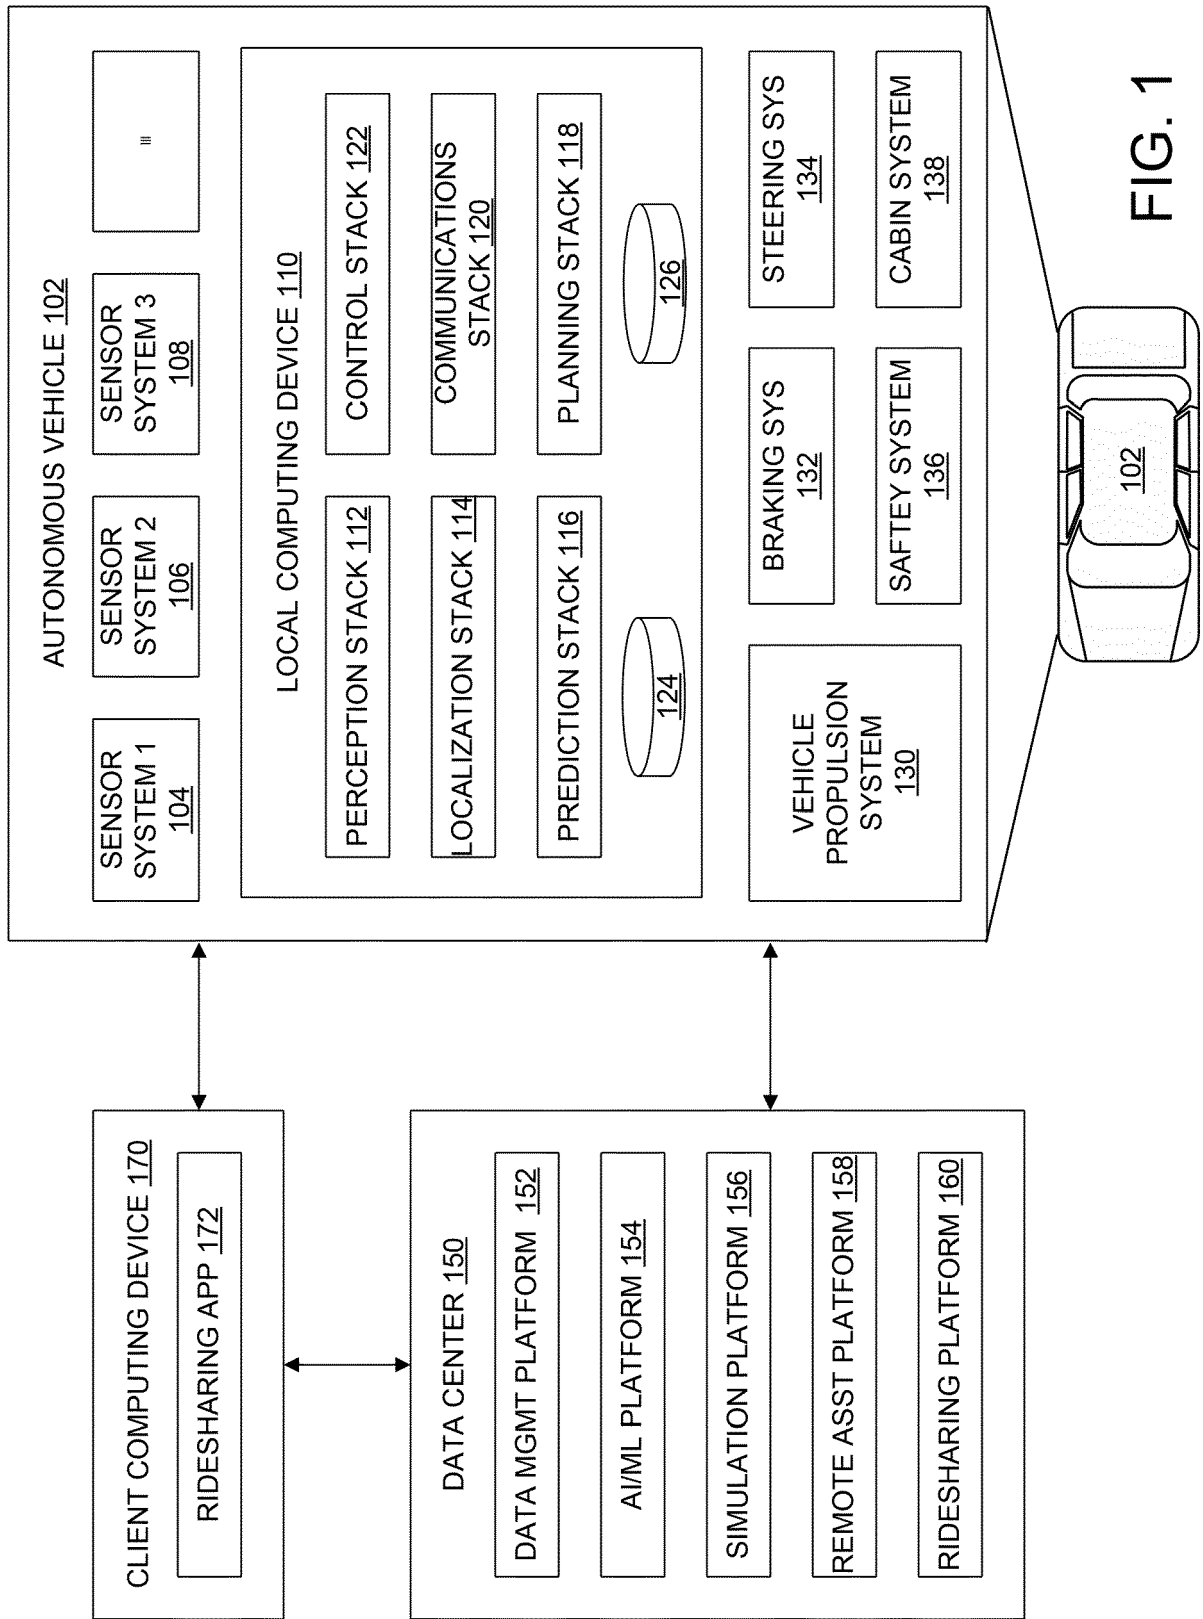 CLIENT COMPUTING DEVICE 170
RIDESHARING APP 172
DATA CENTER 150
DATA MGMT PLATFORM 152
AI/ML PLATFORM 154
SIMULATION PLATFORM 156
REMOTE ASST PLATFORM 158
RIDESHARING PLATFORM 160
AUTONOMOUS VEHICLE 102
SENSOR
SYSTEM 1
104
SENSOR
SYSTEM 2
106
SENSOR
SYSTEM 3
108
LOCAL COMPUTING DEVICE 110
PERCEPTION STACK 112
CONTROL STACK 122
LOCALIZATION STACK 114
COMMUNICATIONS
STACK 120
PREDICTION STACK 116
PLANNING STACK 118
124
126
VEHICLE
PROPULSION
SYSTEM
130
BRAKING SYS
132
STEERING SYS
134
SAFTEY SYSTEM
136
CABIN SYSTEM
138
102
FIG. 1